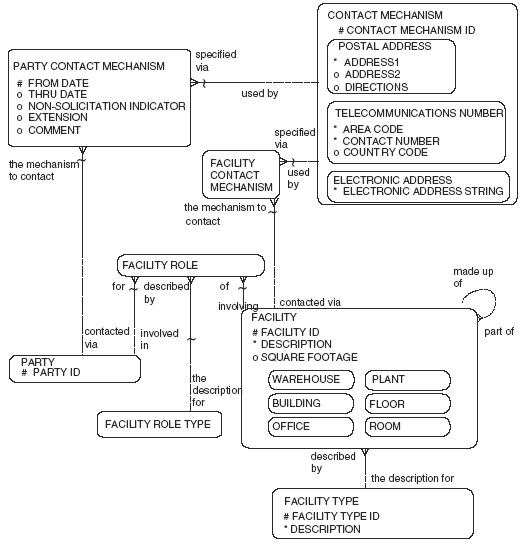 CONTACT MECHANISM
# CONTACT MECHANISM ID
POSTAL ADDRESS
* ADDRESS1
o ADDRESS2
o DIRECTIONS
TELECOMMUNICATIONS NUMBER
* AREA CODE
* CONTACT NUMBER
o COUNTRY CODE
ELECTRONIC ADDRESS
* ELECTRONIC ADDRESS STRING
specified
via
used by
PARTY CONTACT MECHANISM
# FROM DATE
o THRU DATE
o NON-SOLICITATION INDICATOR
o EXTENSION
o COMMENT
specified
via
used
by
FACILITY
CONTACT
MECHANISM
the mechanism
to contact
the mechanism to
contact
FACILITY ROLE
for
described
by
of
involving
contacted via
made up
of
part of
FACILITY
# FACILITY ID
* DESCRIPTION
o SQUARE FOOTAGE
WAREHOUSE
PLANT
BUILDING
FLOOR
OFFICE
ROOM
contacted
via
involved
in
PARTY
# PARTY ID
the
description
for
FACILITY ROLE TYPE
described
by
the description for
FACILITY TYPE
# FACILITY TYPE ID
* DESCRIPTION